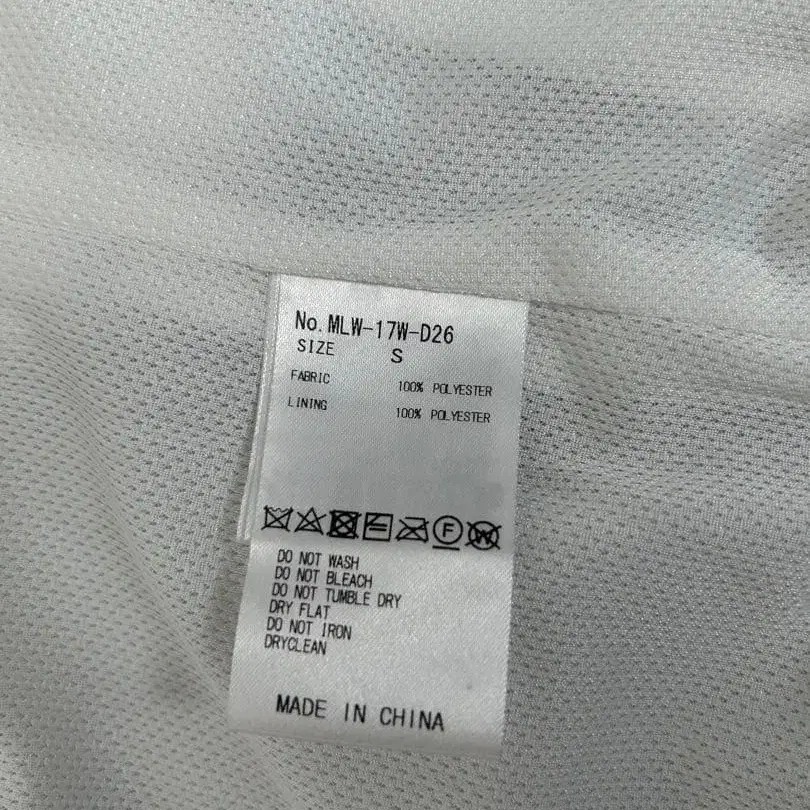 No. MLW-17W-D26
SIZE S
FABRIC 100% POLYESTER
LINING 100% POLYESTER
F W
DO NOT WASH
DO NOT BLEACH
DO NOT TUMBLE DRY
DRY FLAT
DO NOT IRON
DRYCLEAN
MADE IN CHINA